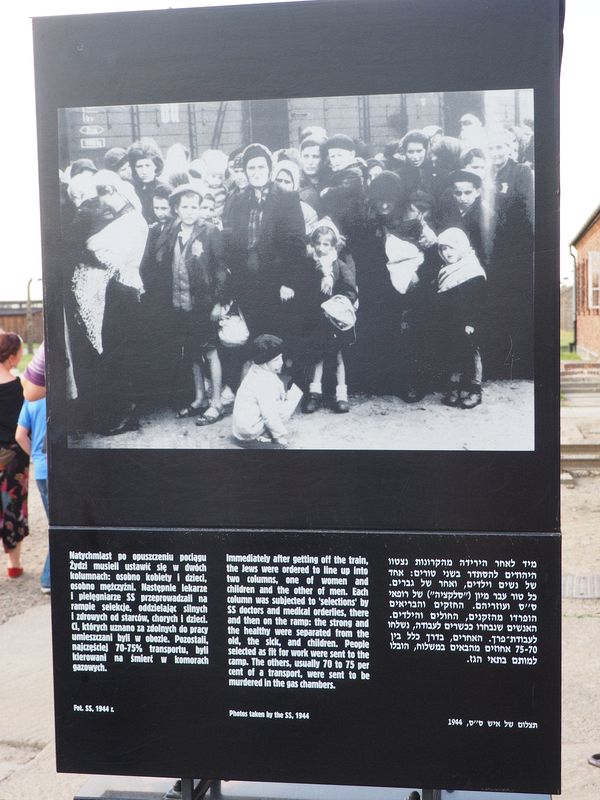 Natychmiast po opuszczeniu pociągu
Żydzi musieli ustawić się w dwóch
kolumnach: osobno kobiety i dzieci,
osobno mężczyźni. Następnie lekarze
i pielęgniarze SS przeprowadzali na
rampie selekcje, oddzielając silnych
i zdrowych od starców, chorych i dzieci.
Ci, których uznano za zdolnych do pracy
umieszczani byli w obozie. Pozostali,
najczęściej 70-75% transportu, byli
kierowani na śmierć w komorach
gazowych.
Fot. SS, 1944 r.
Immediately after getting off the train,
the Jews were ordered to line up into
two columns, one of women and
children and the other of men. Each
column was subjected to 'selections' by
SS doctors and medical orderlies, there
and then on the ramp: the strong and
the healthy were separated from the
old, the sick, and children. People
selected as fit for work were sent to the
camp. The others, usually 70 to 75 per
cent of a transport, were sent to be
murdered in the gas chambers.
Photos taken by the SS, 1944
מיד לאחר הירידה מהקרונות נצטוו
היהודים להסתדר בשני טורים: אחד
של נשים וילדים, ואחר של גברים.
כל טור עבר מיון ("סלקציה") של רופאי
ס"ס ועוזריהם. החזקים והבריאים
הופרדו מהזקנים, החולים והילדים.
האנשים שנבחרו ככשרים לעבודה, נשלחו
לעבודת-פרך. האחרים, בדרך כלל בין
70-75 אחוזים מהבאים במשלוח, הובלו
למותם בתאי הגז.
תצלום של איש ס"ס, 1944